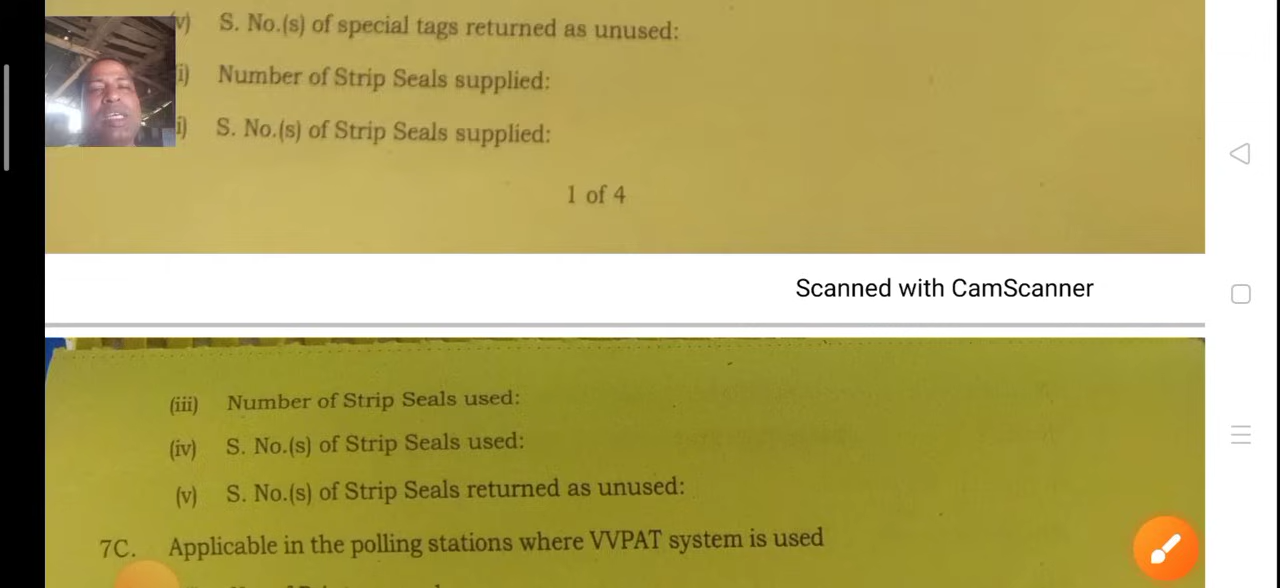 v) S. No.(s) of special tags returned as unused:
i) Number of Strip Seals supplied:
i) S. No.(s) of Strip Seals supplied:
1 of 4
Scanned with CamScanner
(iii) Number of Strip Seals used:
(iv) S. No.(s) of Strip Seals used:
(v) S. No.(s) of Strip Seals returned as unused:
7C. Applicable in the polling stations where VVPAT system is used